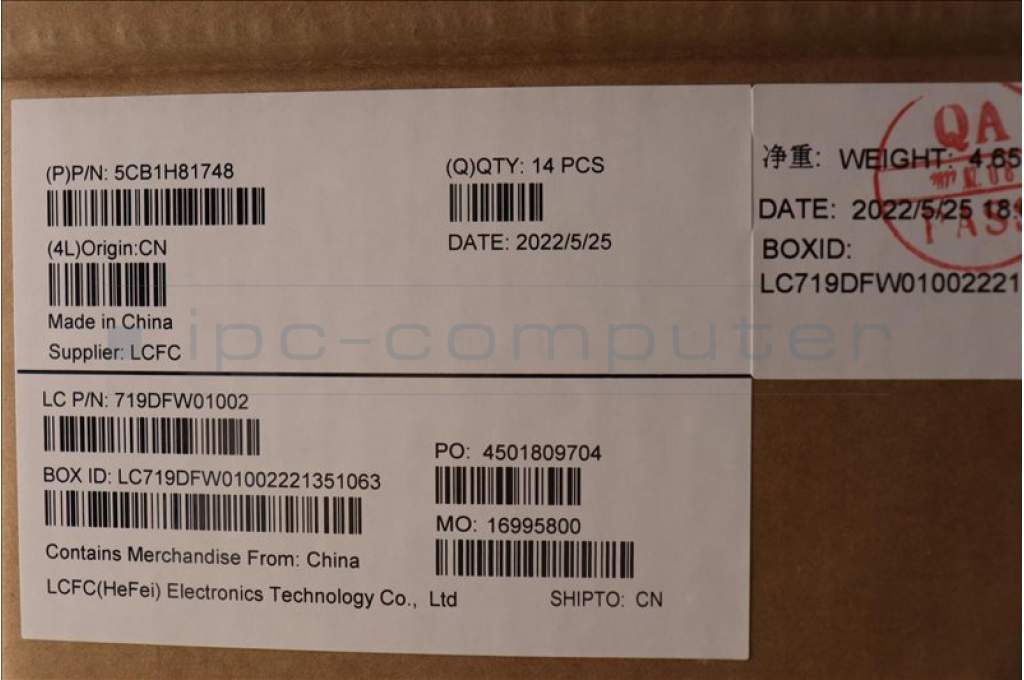 (P)P/N: 5CB1H81748
(Q)QTY: 14 PCS
DATE: 2022/5/25
(4L)Origin:CN
Made in China
Supplier: LCFC
ipc-computer
LC P/N: 719DFW01002
BOX ID: LC719DFW01002221351063
Contains Merchandise From: China
LCFC(HeFei) Electronics Technology Co., Ltd
PO: 4501809704
MO: 16995800
SHIPTO: CN
净重: WEIGHT: 4.65
DATE: 2022/5/25 18:
BOXID:
LC719DFW01002221
QA
PASS